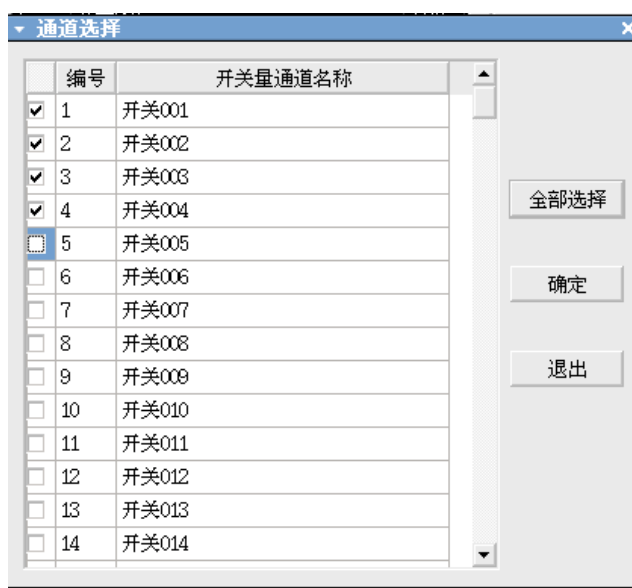 通道选择
编号 开关量通道名称
1 开关001
2 开关002
3 开关003
4 开关004
5 开关005
6 开关006
7 开关007
8 开关008
9 开关009
10 开关010
11 开关011
12 开关012
13 开关013
14 开关014
全部选择
确定
退出